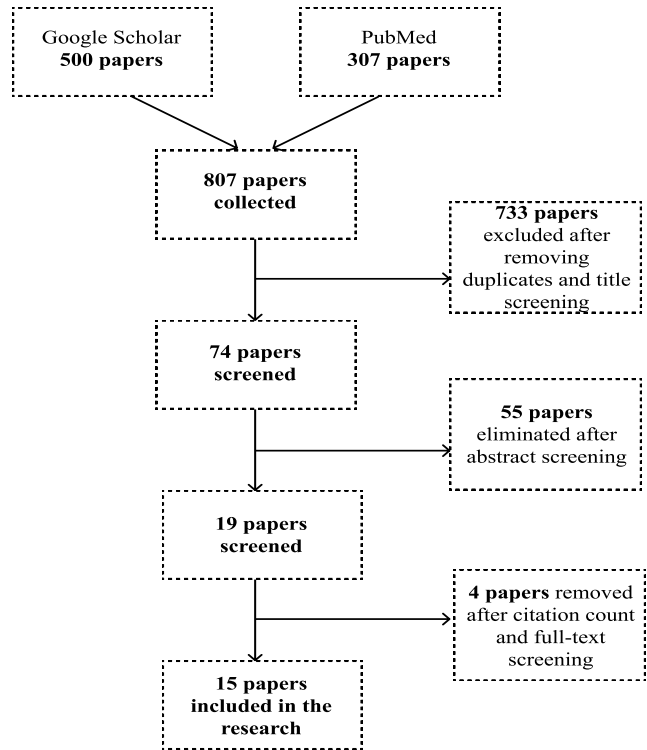 Google Scholar
500 papers
PubMed
307 papers
807 papers
collected
733 papers
excluded after
removing
duplicates and title
screening
74 papers
screened
55 papers
eliminated after
abstract screening
19 papers
screened
4 papers removed
after citation count
and full-text
screening
15 papers
included in the
research